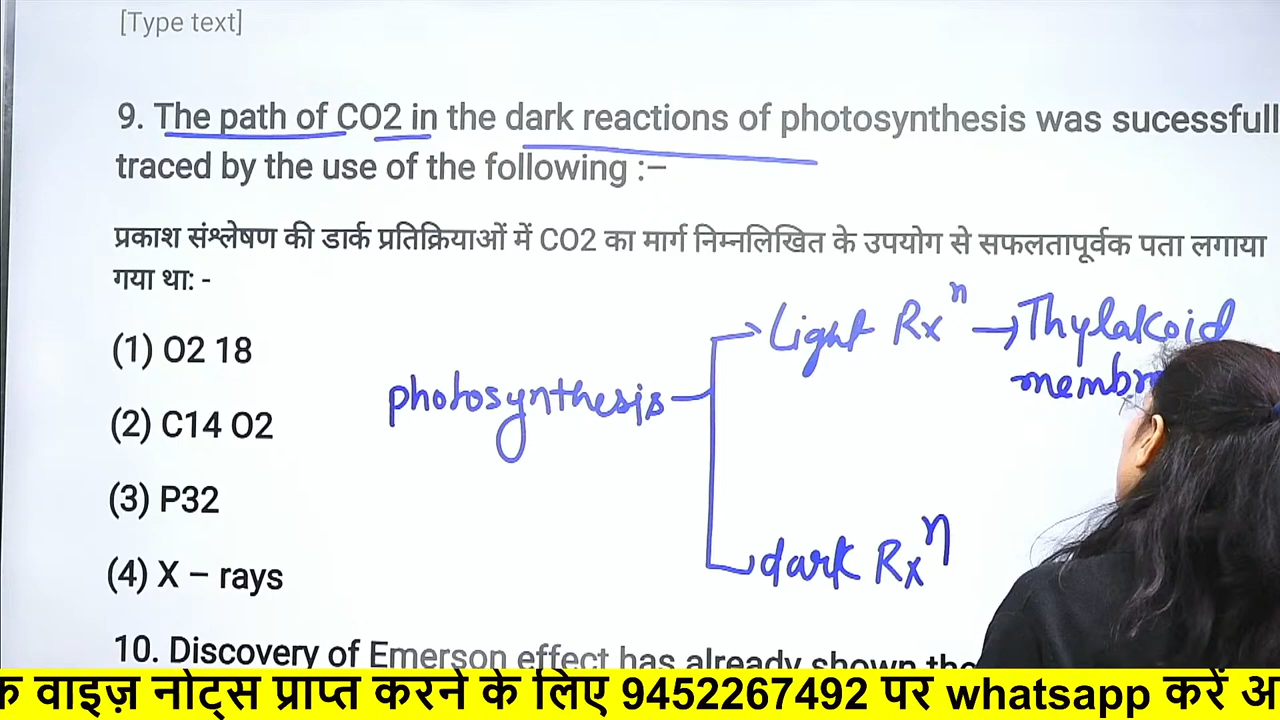 [Type text]
9. The path of CO2 in the dark reactions of photosynthesis was sucessfull
traced by the use of the following :–
प्रकाश संश्लेषण की डार्क प्रतिक्रियाओं में CO2 का मार्ग निम्नलिखित के उपयोग से सफलतापूर्वक पता लगाया
गया था: -
(1) O2 18
(2) C14 O2
(3) P32
(4) X – rays
photosynthesis
Light Rxⁿ → Thylakoid
membr
dark Rxⁿ
10. Discovery of Emerson effect has already shown the
क वाइज़ नोट्स प्राप्त करने के लिए 9452267492 पर whatsapp करें अ